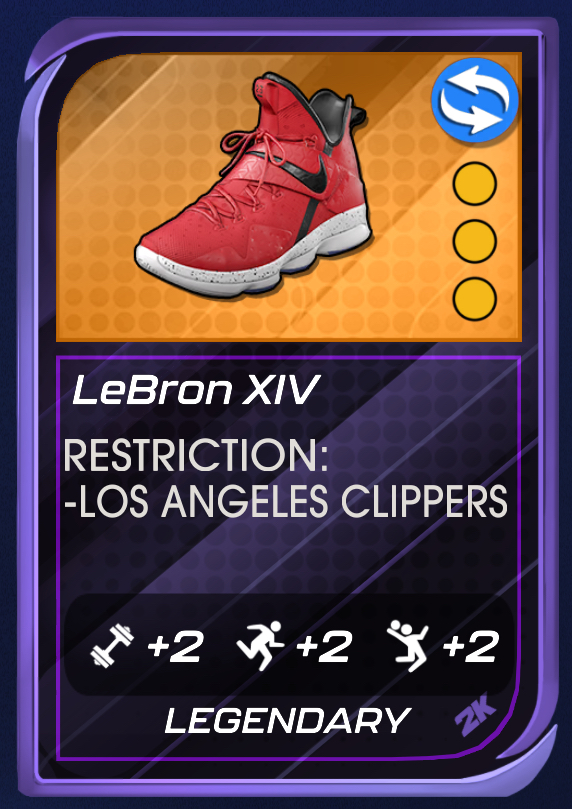 LeBron XIV
RESTRICTION:
-LOS ANGELES CLIPPERS
+2 +2 +2
LEGENDARY
2K